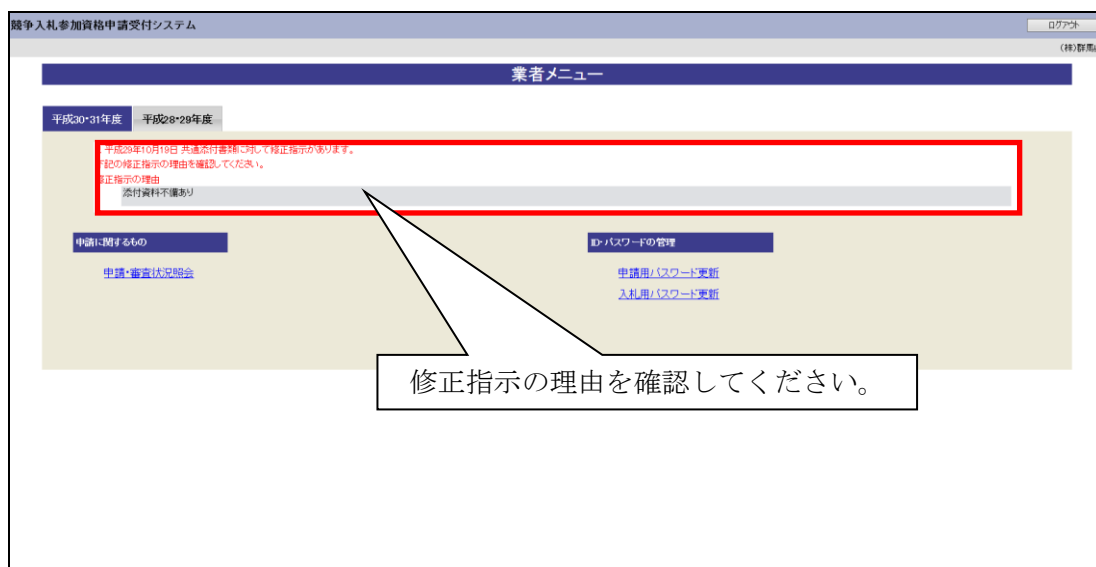 競争入札参加資格申請受付システム
ログアウト
(株)群馬
業者メニュー
平成30・31年度 平成28・29年度
平成29年10月19日 共通添付書類に対して修正指示があります。
下記の修正指示の理由を確認してください。
修正指示の理由
添付資料不備あり
申請に関するもの
ID・パスワードの管理
申請・審査状況照会
申請用パスワード更新
入札用パスワード更新
修正指示の理由を確認してください。